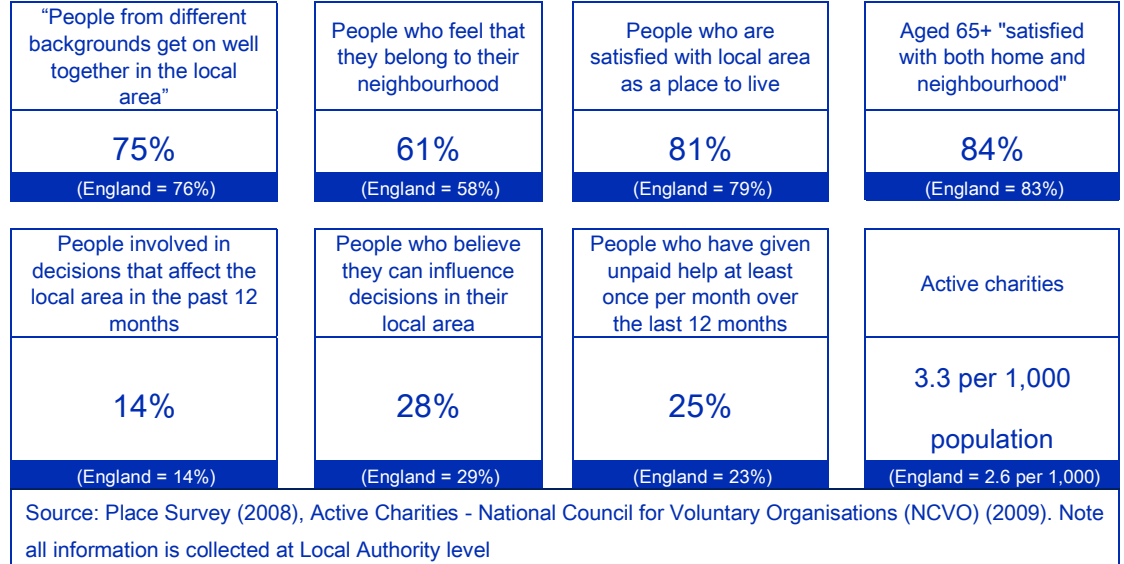 “People from different
backgrounds get on well
together in the local
area”
75%
(England = 76%)
People who feel that
they belong to their
neighbourhood
61%
(England = 58%)
People who are
satisfied with local area
as a place to live
81%
(England = 79%)
Aged 65+ "satisfied
with both home and
neighbourhood"
84%
(England = 83%)
People involved in
decisions that affect the
local area in the past 12
months
14%
(England = 14%)
People who believe
they can influence
decisions in their
local area
28%
(England = 29%)
People who have given
unpaid help at least
once per month over
the last 12 months
25%
(England = 23%)
Active charities
3.3 per 1,000
population
(England = 2.6 per 1,000)
Source: Place Survey (2008), Active Charities - National Council for Voluntary Organisations (NCVO) (2009). Note
all information is collected at Local Authority level